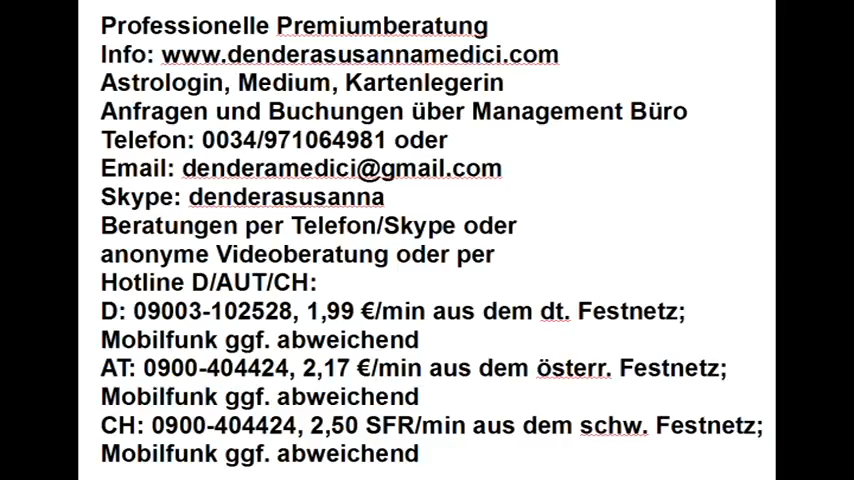 Professionelle Premiumberatung
Info: www.denderasusannamedici.com
Astrologin, Medium, Kartenlegerin
Anfragen und Buchungen über Management Büro
Telefon: 0034/971064981 oder
Email: denderamedici@gmail.com
Skype: denderasusanna
Beratungen per Telefon/Skype oder
anonyme Videoberatung oder per
Hotline D/AUT/CH:
D: 09003-102528, 1,99 €/min aus dem dt. Festnetz;
Mobilfunk ggf. abweichend
AT: 0900-404424, 2,17 €/min aus dem österr. Festnetz;
Mobilfunk ggf. abweichend
CH: 0900-404424, 2,50 SFR/min aus dem schw. Festnetz;
Mobilfunk ggf. abweichend